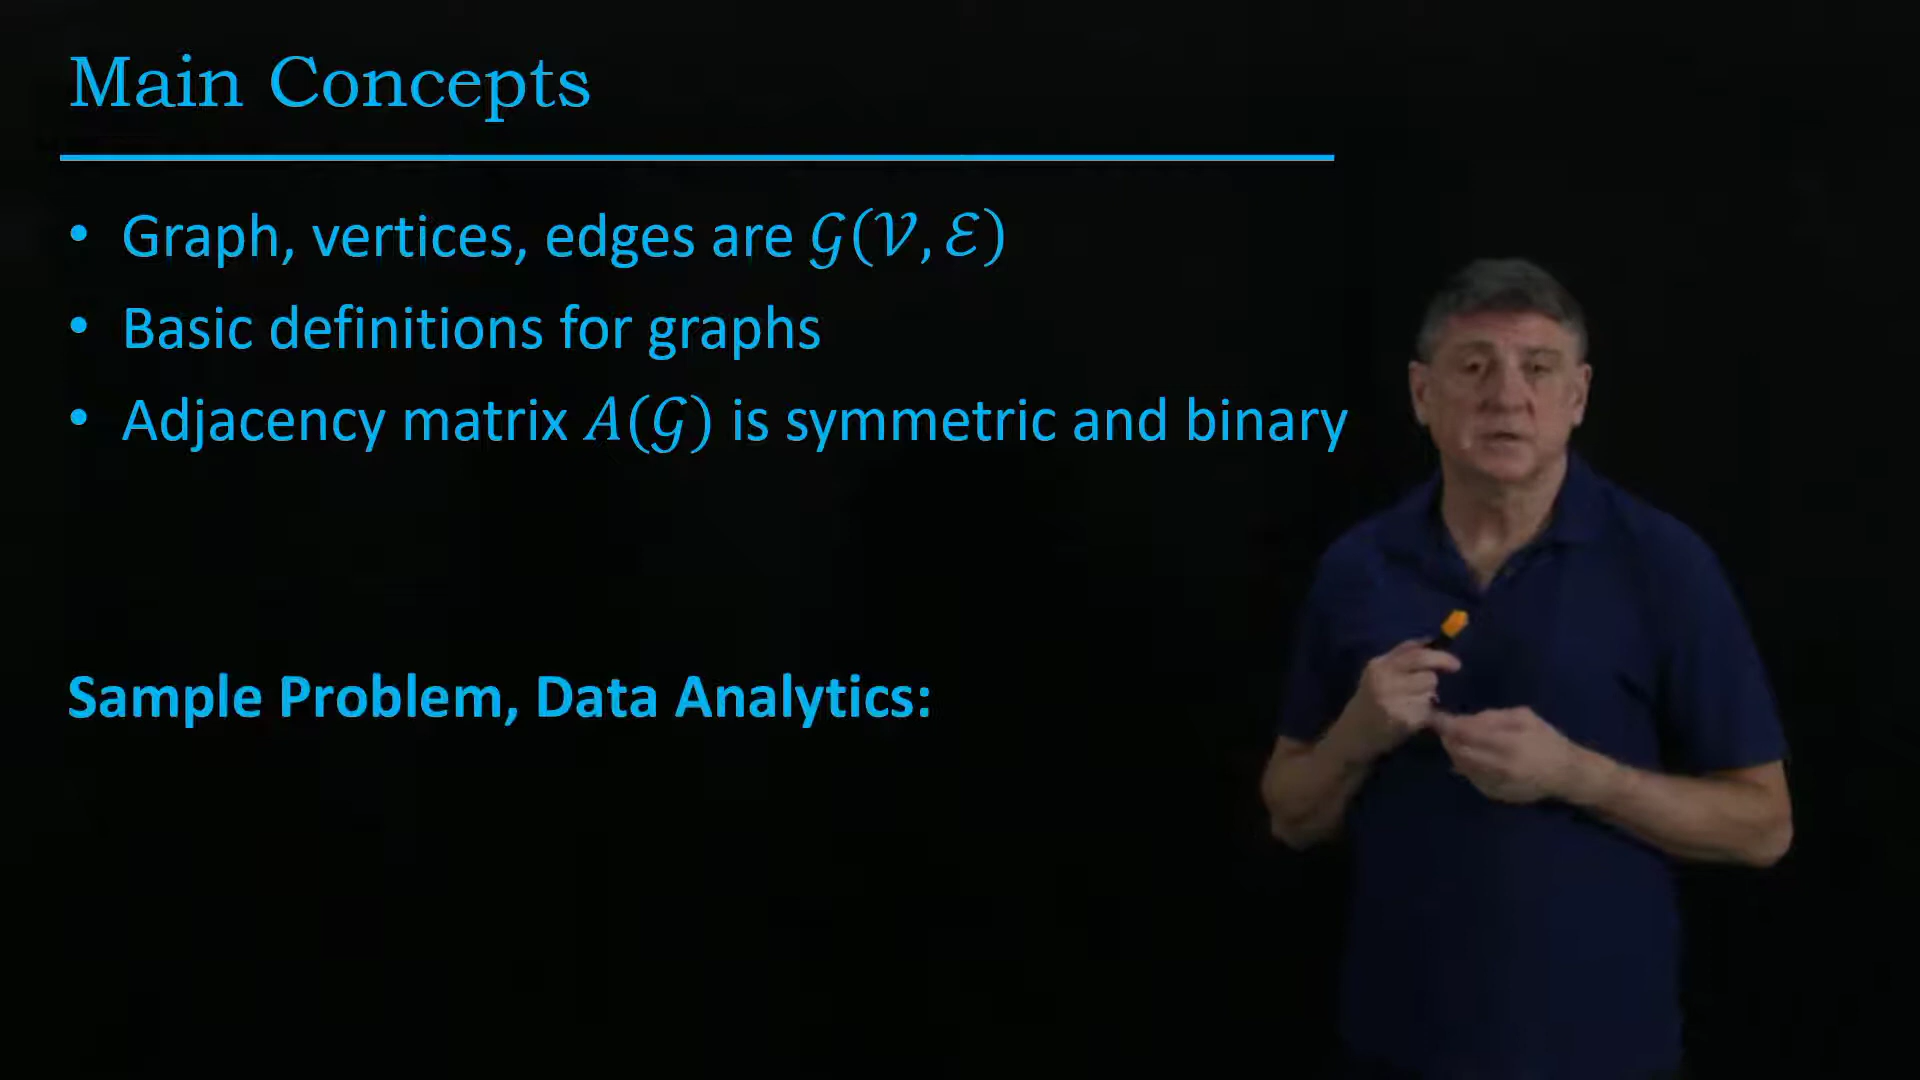 Main Concepts
• Graph, vertices, edges are 𝒢(𝒱, ℰ)
• Basic definitions for graphs
• Adjacency matrix A(𝒢) is symmetric and binary
Sample Problem, Data Analytics: